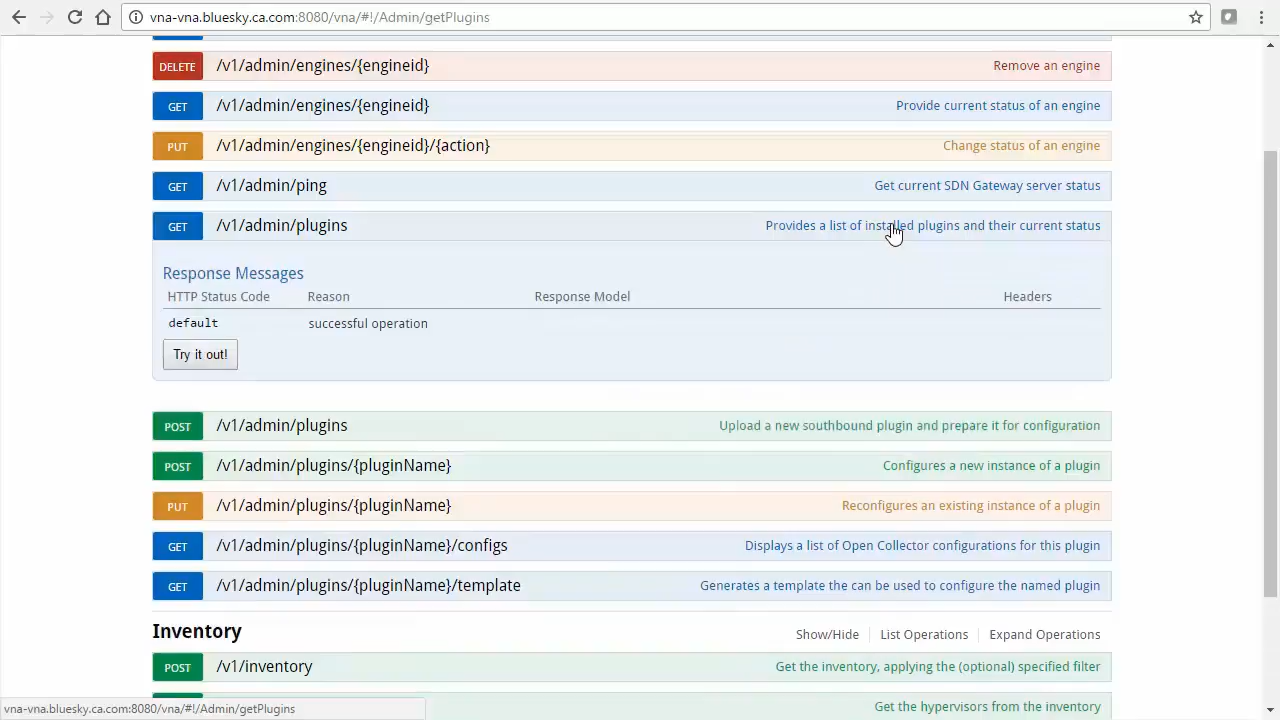 vna-vna.bluesky.ca.com:8080/vna/#!/Admin/getPlugins
DELETE /v1/admin/engines/{engineid} Remove an engine
GET /v1/admin/engines/{engineid} Provide current status of an engine
PUT /v1/admin/engines/{engineid}/{action} Change status of an engine
GET /v1/admin/ping Get current SDN Gateway server status
GET /v1/admin/plugins Provides a list of installed plugins and their current status
Response Messages
HTTP Status Code Reason Response Model Headers
default successful operation
Try it out!
POST /v1/admin/plugins Upload a new southbound plugin and prepare it for configuration
POST /v1/admin/plugins/{pluginName} Configures a new instance of a plugin
PUT /v1/admin/plugins/{pluginName} Reconfigures an existing instance of a plugin
GET /v1/admin/plugins/{pluginName}/configs Displays a list of Open Collector configurations for this plugin
GET /v1/admin/plugins/{pluginName}/template Generates a template the can be used to configure the named plugin
Inventory Show/Hide List Operations Expand Operations
POST /v1/inventory Get the inventory, applying the (optional) specified filter
Get the hypervisors from the inventory
vna-vna.bluesky.ca.com:8080/vna/#!/Admin/getPlugins